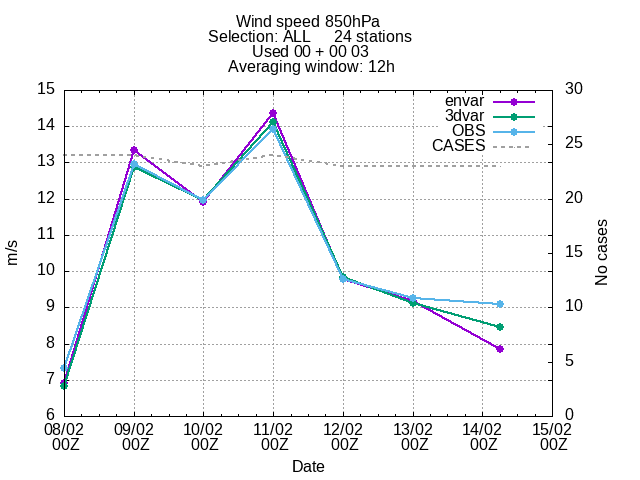 Wind speed 850hPa
Selection: ALL 24 stations
Used 00 + 00 03
Averaging window: 12h
15 30
envar
14 3dvar
OBS 25
CASES
13
12 20
11
m/s 15 No cases
10
9 10
8
7 5
6 0
08/02 09/02 10/02 11/02 12/02 13/02 14/02 15/02
00Z 00Z 00Z 00Z 00Z 00Z 00Z 00Z
Date